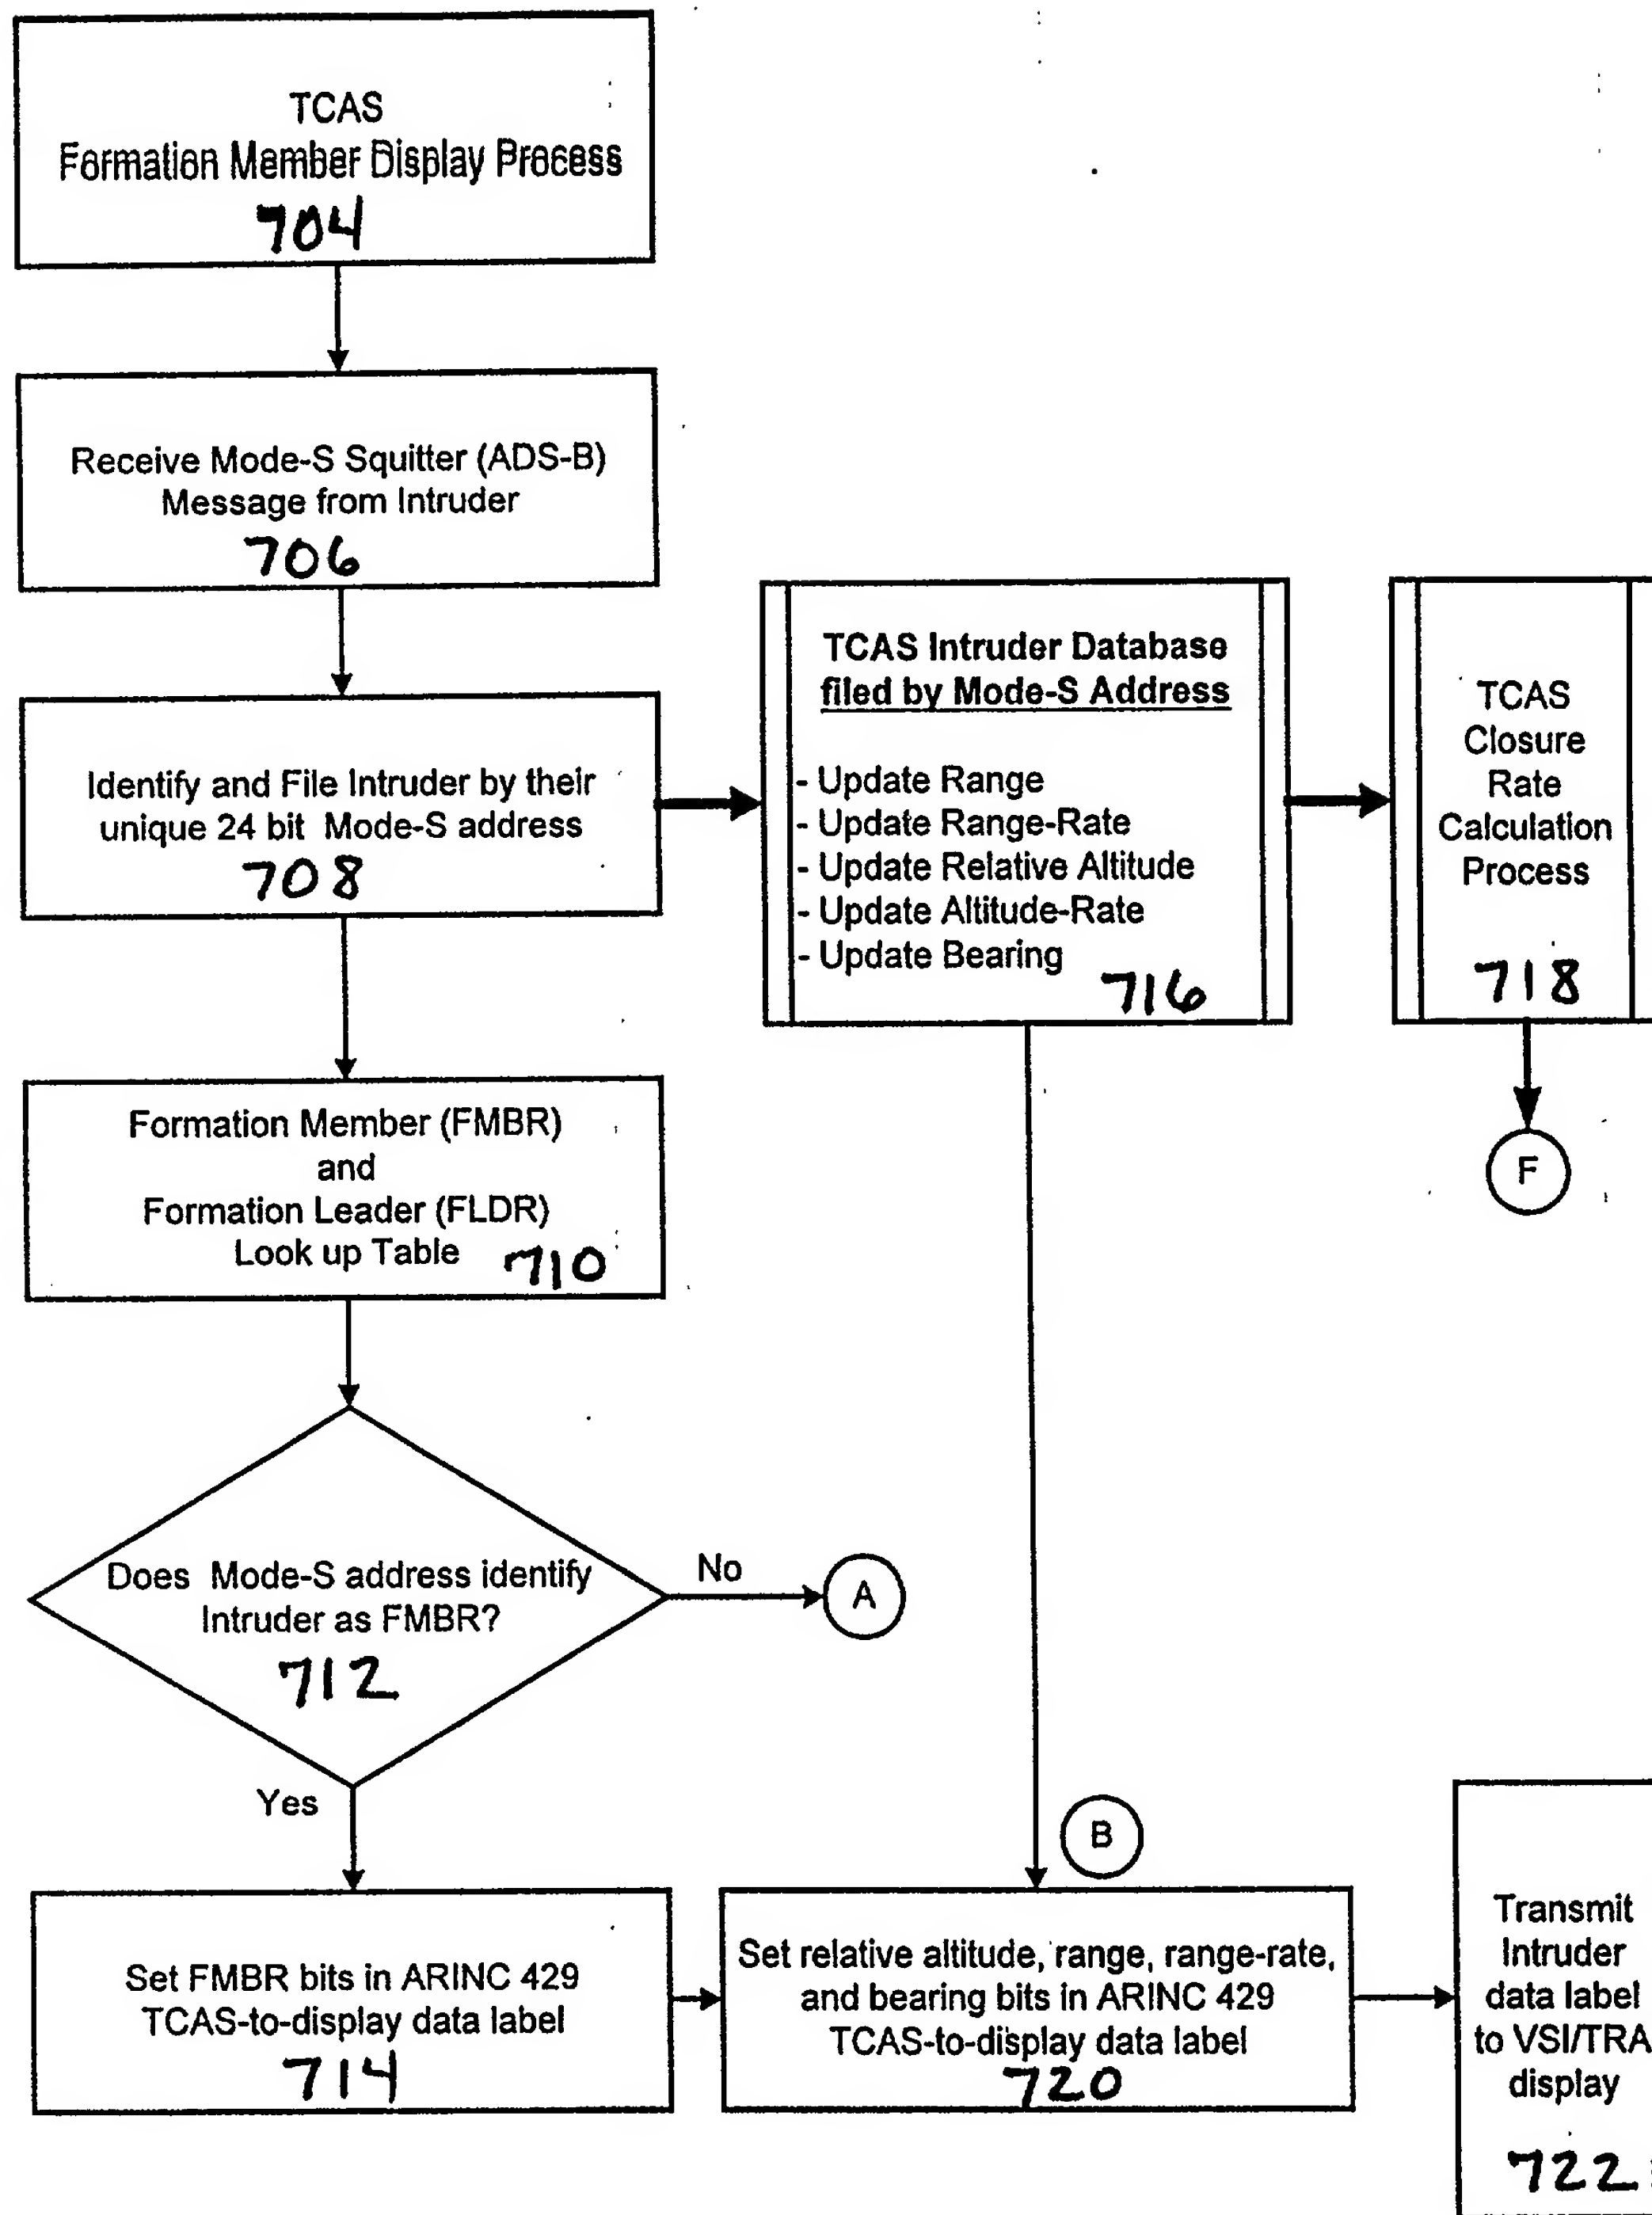 TCAS
Formation Member Display Process
704
Receive Mode-S Squitter (ADS-B)
Message from Intruder
706
Identify and File Intruder by their
unique 24 bit Mode-S address
708
TCAS Intruder Database
filed by Mode-S Address
- Update Range
- Update Range-Rate
- Update Relative Altitude
- Update Altitude-Rate
- Update Bearing
716
TCAS
Closure
Rate
Calculation
Process
718
F
Formation Member (FMBR)
and
Formation Leader (FLDR)
Look up Table
710
Does Mode-S address identify
Intruder as FMBR?
712
No
A
Yes
B
Set FMBR bits in ARINC 429
TCAS-to-display data label
714
Set relative altitude, range, range-rate,
and bearing bits in ARINC 429
TCAS-to-display data label
720
Transmit
Intruder
data label
to VSI/TRA
display
722